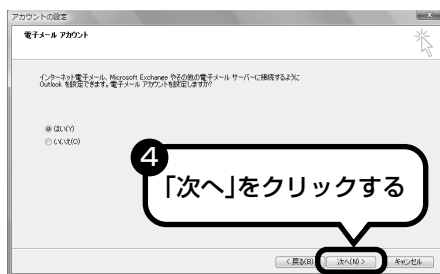 アカウントの設定
電子メール アカウント
インターネット電子メール、Microsoft Exchange やその他の電子メール サーバーに接続するように
Outlook を設定できます。電子メール アカウントを設定しますか?
はい(Y)
いいえ(O)
4
「次へ」をクリックする
< 戻る(B)
次へ(N) >
キャンセル